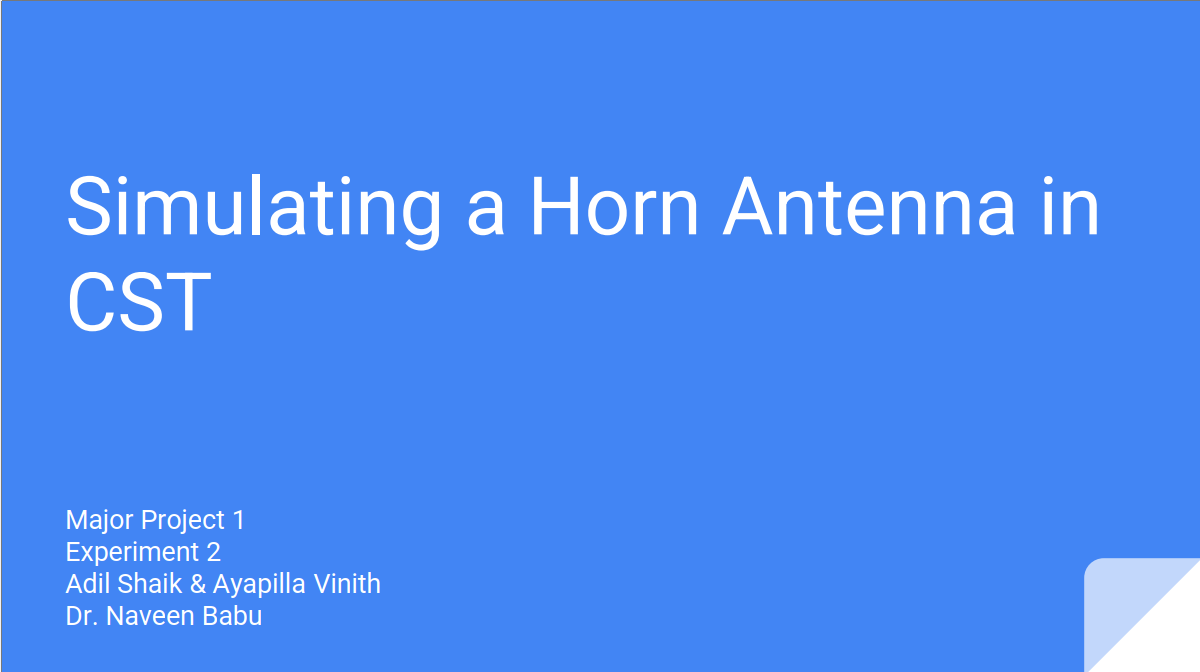 Simulating a Horn Antenna in
CST
Major Project 1
Experiment 2
Adil Shaik & Ayapilla Vinith
Dr. Naveen Babu